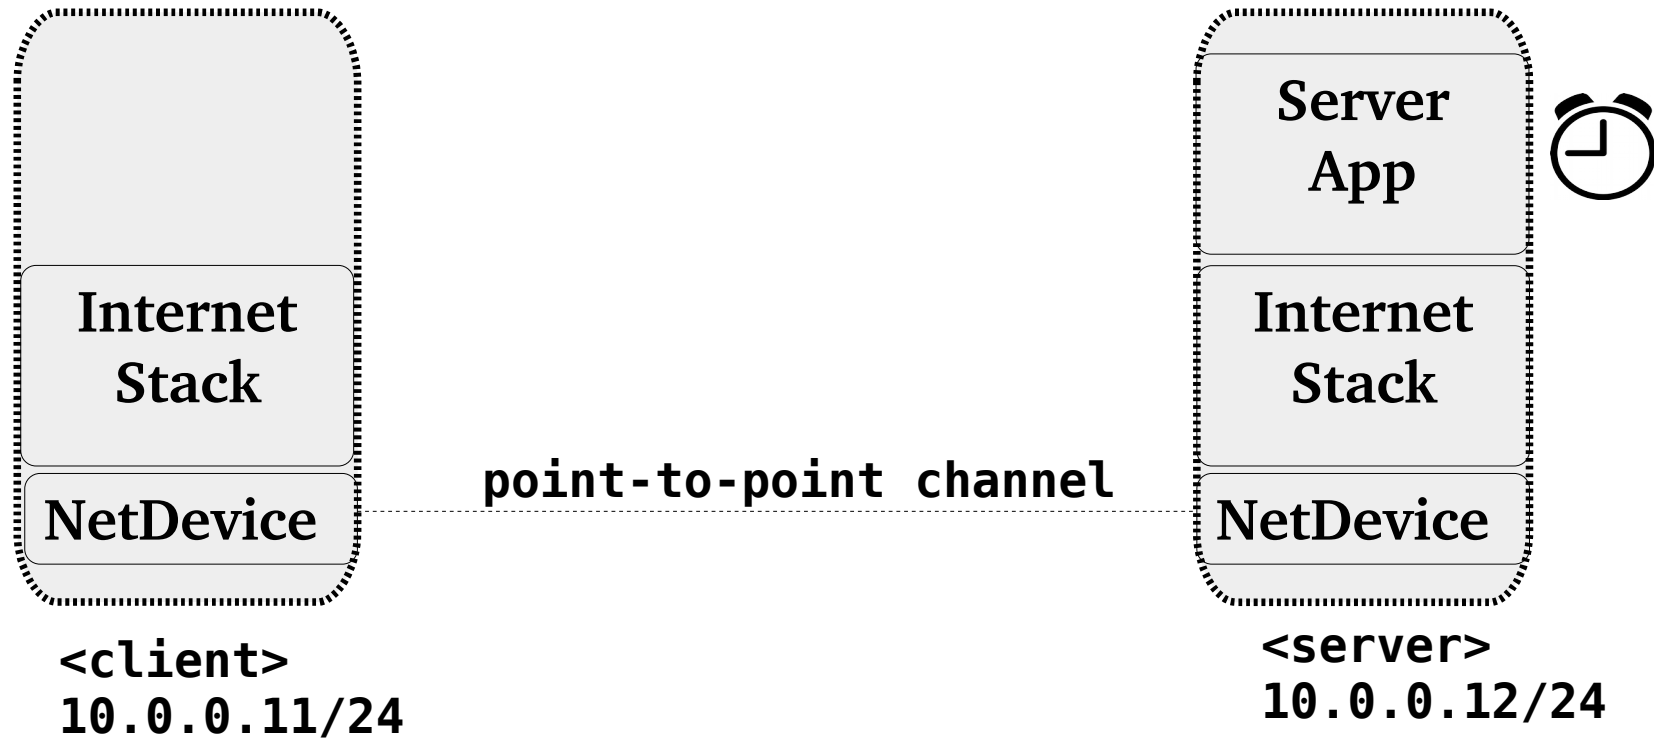 Internet
Stack
NetDevice
<client>
10.0.0.11/24
point-to-point channel
Server
App
Internet
Stack
NetDevice
<server>
10.0.0.12/24